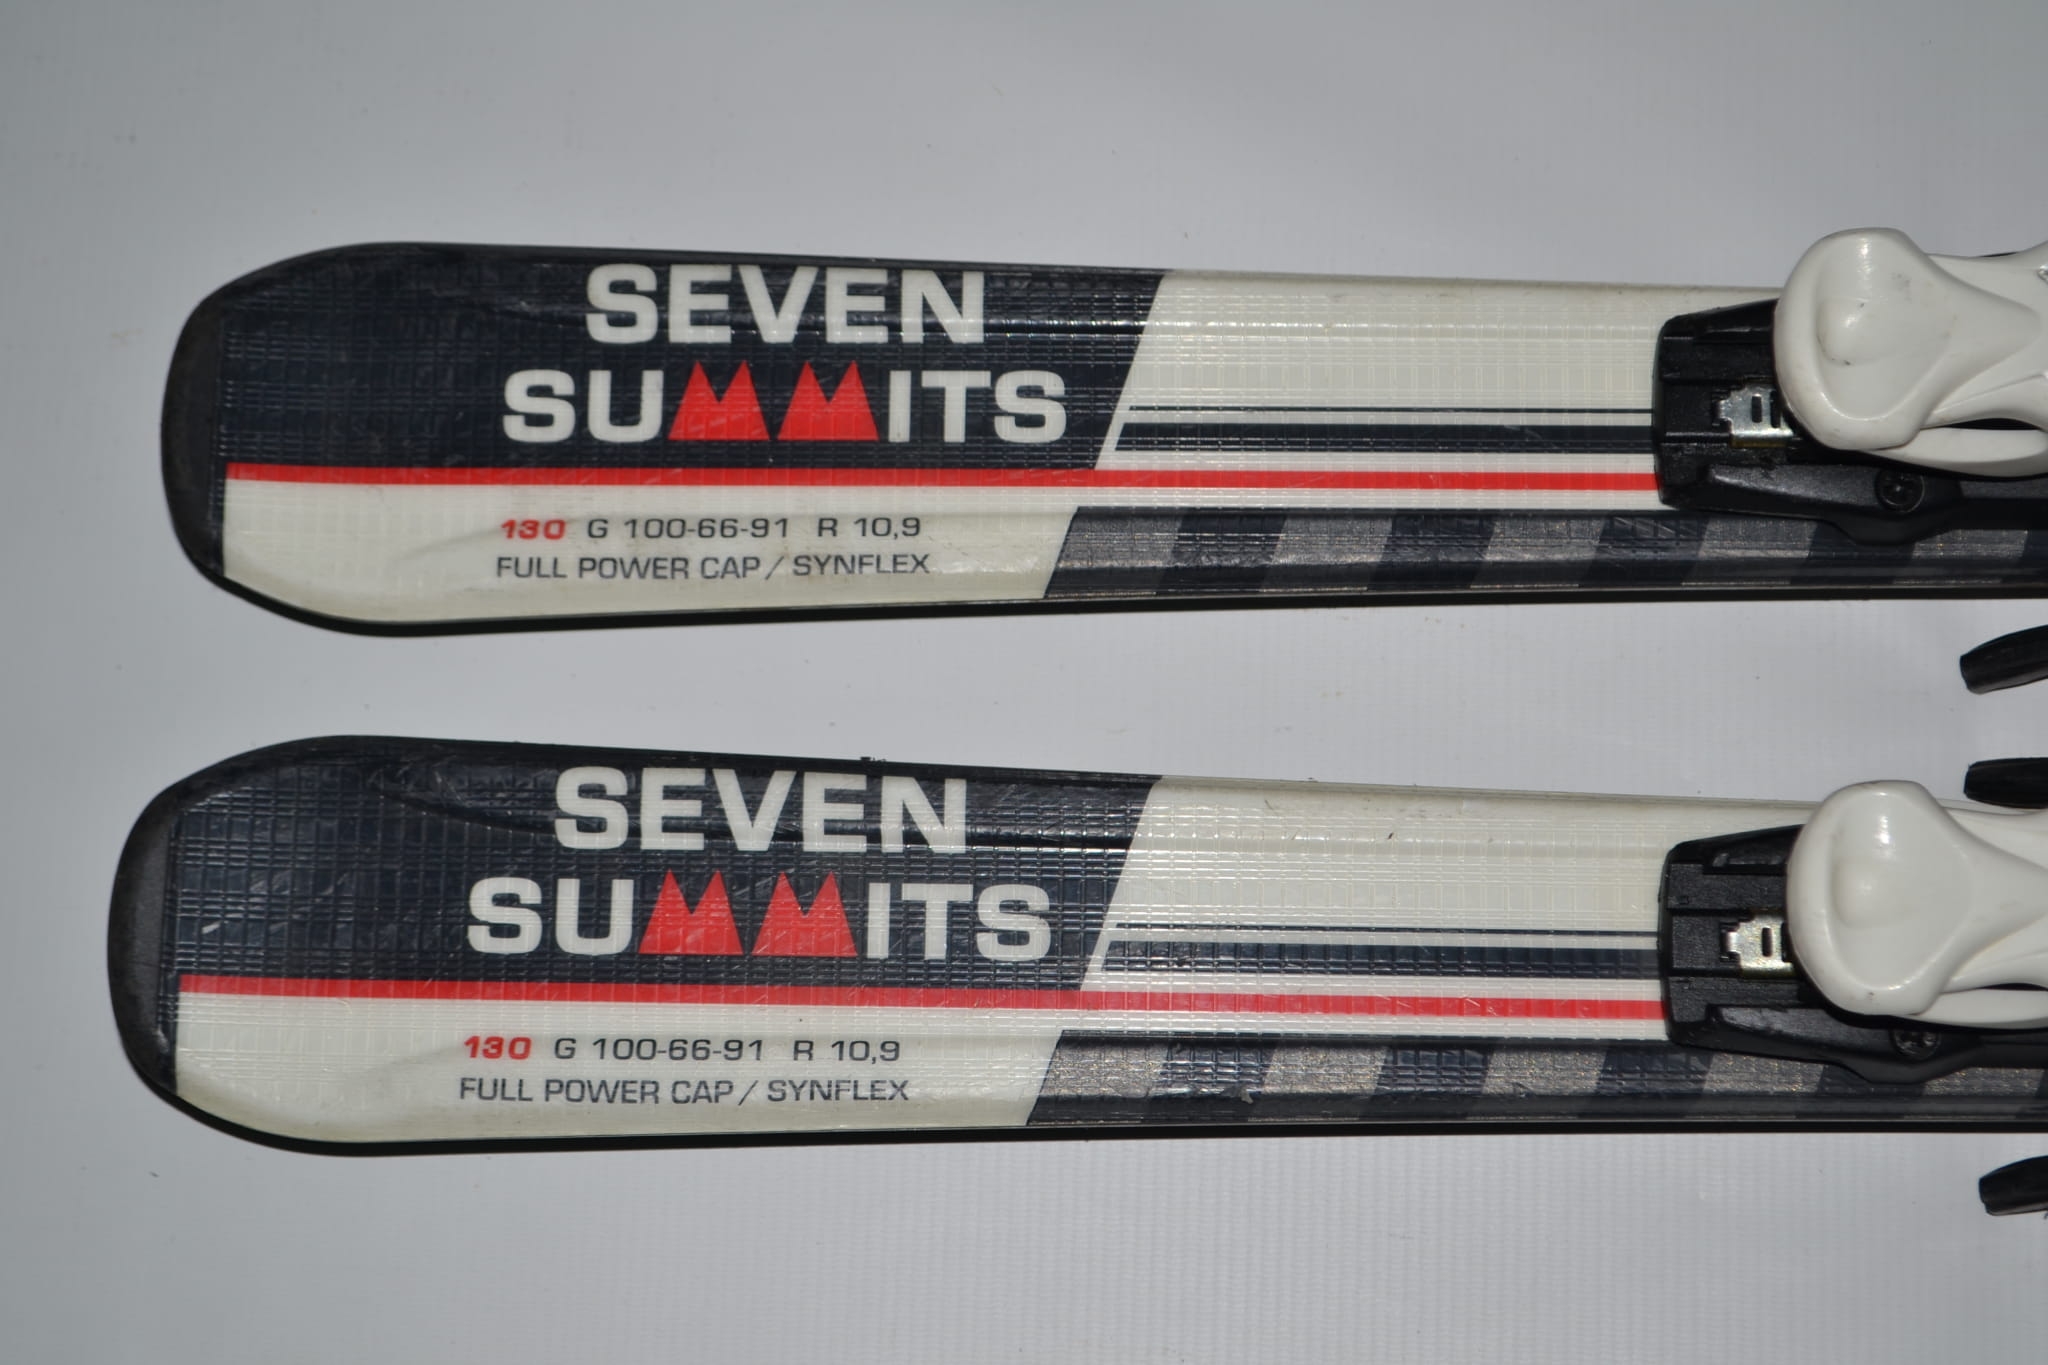 SEVEN
SUMMITS
130 G 100-66-91 R 10,9
FULL POWER CAP / SYNFLEX
SEVEN
SUMMITS
130 G 100-66-91 R 10,9
FULL POWER CAP / SYNFLEX